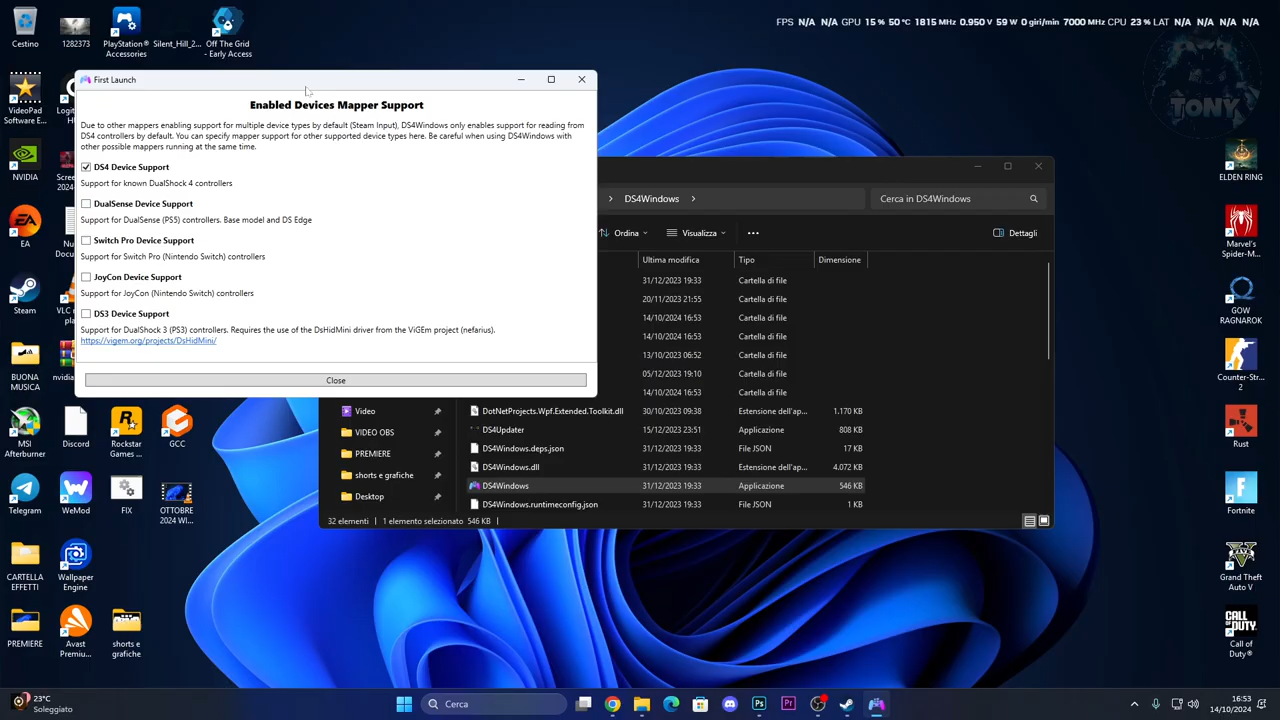 Cestino
1282373
PlayStation®
Accessories
Silent_Hill_2...
Off The Grid
- Early Access
FPS N/A N/A GPU 15 % 50 °C 1815 MHz 0.950 V 59 W 0 giri/min 7000 MHz CPU 23 % LAT N/A N/A N/A N/A
TONY
First Launch
Enabled Devices Mapper Support
Due to other mappers enabling support for multiple device types by default (Steam Input), DS4Windows only enables support for reading from
DS4 controllers by default. You can specify mapper support for other supported device types here. Be careful when using DS4Windows with
other possible mappers running at the same time.
DS4 Device Support
Support for known DualShock 4 controllers
DualSense Device Support
Support for DualSense (PS5) controllers. Base model and DS Edge
Switch Pro Device Support
Support for Switch Pro (Nintendo Switch) controllers
JoyCon Device Support
Support for JoyCon (Nintendo Switch) controllers
DS3 Device Support
Support for DualShock 3 (PS3) controllers. Requires the use of the DsHidMini driver from the ViGEm project (nefarius).
https://vigem.org/projects/DsHidMini/
Close
VideoPad
Software E...
NVIDIA
EA
Steam
BUONA
MUSICA
MSI
Afterburner
Discord
Rockstar
Games ...
GCC
Telegram
WeMod
FIX
OTTOBRE
2024 WI...
CARTELLA
EFFETTI
Wallpaper
Engine
PREMIERE
Avast
Premiu...
shorts e
grafiche
DS4Windows
Cerca in DS4Windows
Ordina
Visualizza
Dettagli
Ultima modifica Tipo Dimensione
31/12/2023 19:33 Cartella di file
20/11/2023 21:55 Cartella di file
14/10/2024 16:53 Cartella di file
14/10/2024 16:53 Cartella di file
13/10/2023 06:52 Cartella di file
05/12/2023 19:10 Cartella di file
14/10/2024 16:53 Cartella di file
DotNetProjects.Wpf.Extended.Toolkit.dll 30/10/2023 09:38 Estensione dell'ap... 1.170 KB
DS4Updater 15/12/2023 23:51 Applicazione 808 KB
DS4Windows.deps.json 31/12/2023 19:33 File JSON 17 KB
DS4Windows.dll 31/12/2023 19:33 Estensione dell'ap... 4.072 KB
DS4Windows 31/12/2023 19:33 Applicazione 546 KB
DS4Windows.runtimeconfig.json 31/12/2023 19:33 File JSON 1 KB
Video
VIDEO OBS
PREMIERE
shorts e grafiche
Desktop
32 elementi 1 elemento selezionato 546 KB
ELDEN RING
Marvel's
Spider-M...
GOW
RAGNAROK
Counter-Str...
2
Rust
Fortnite
Grand Theft
Auto V
Call of
Duty®
23°C
Soleggiato
Cerca
16:53
14/10/2024